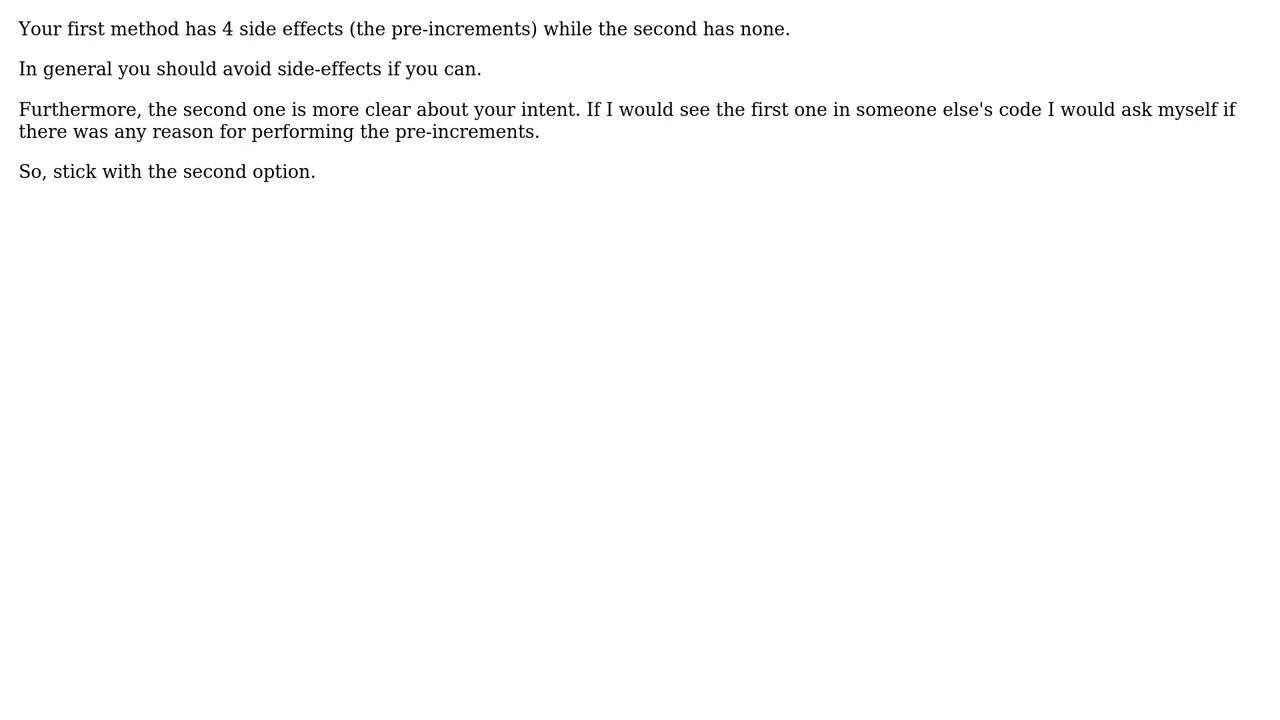 Your first method has 4 side effects (the pre-increments) while the second has none.
In general you should avoid side-effects if you can.
Furthermore, the second one is more clear about your intent. If I would see the first one in someone else's code I would ask myself if
there was any reason for performing the pre-increments.
So, stick with the second option.